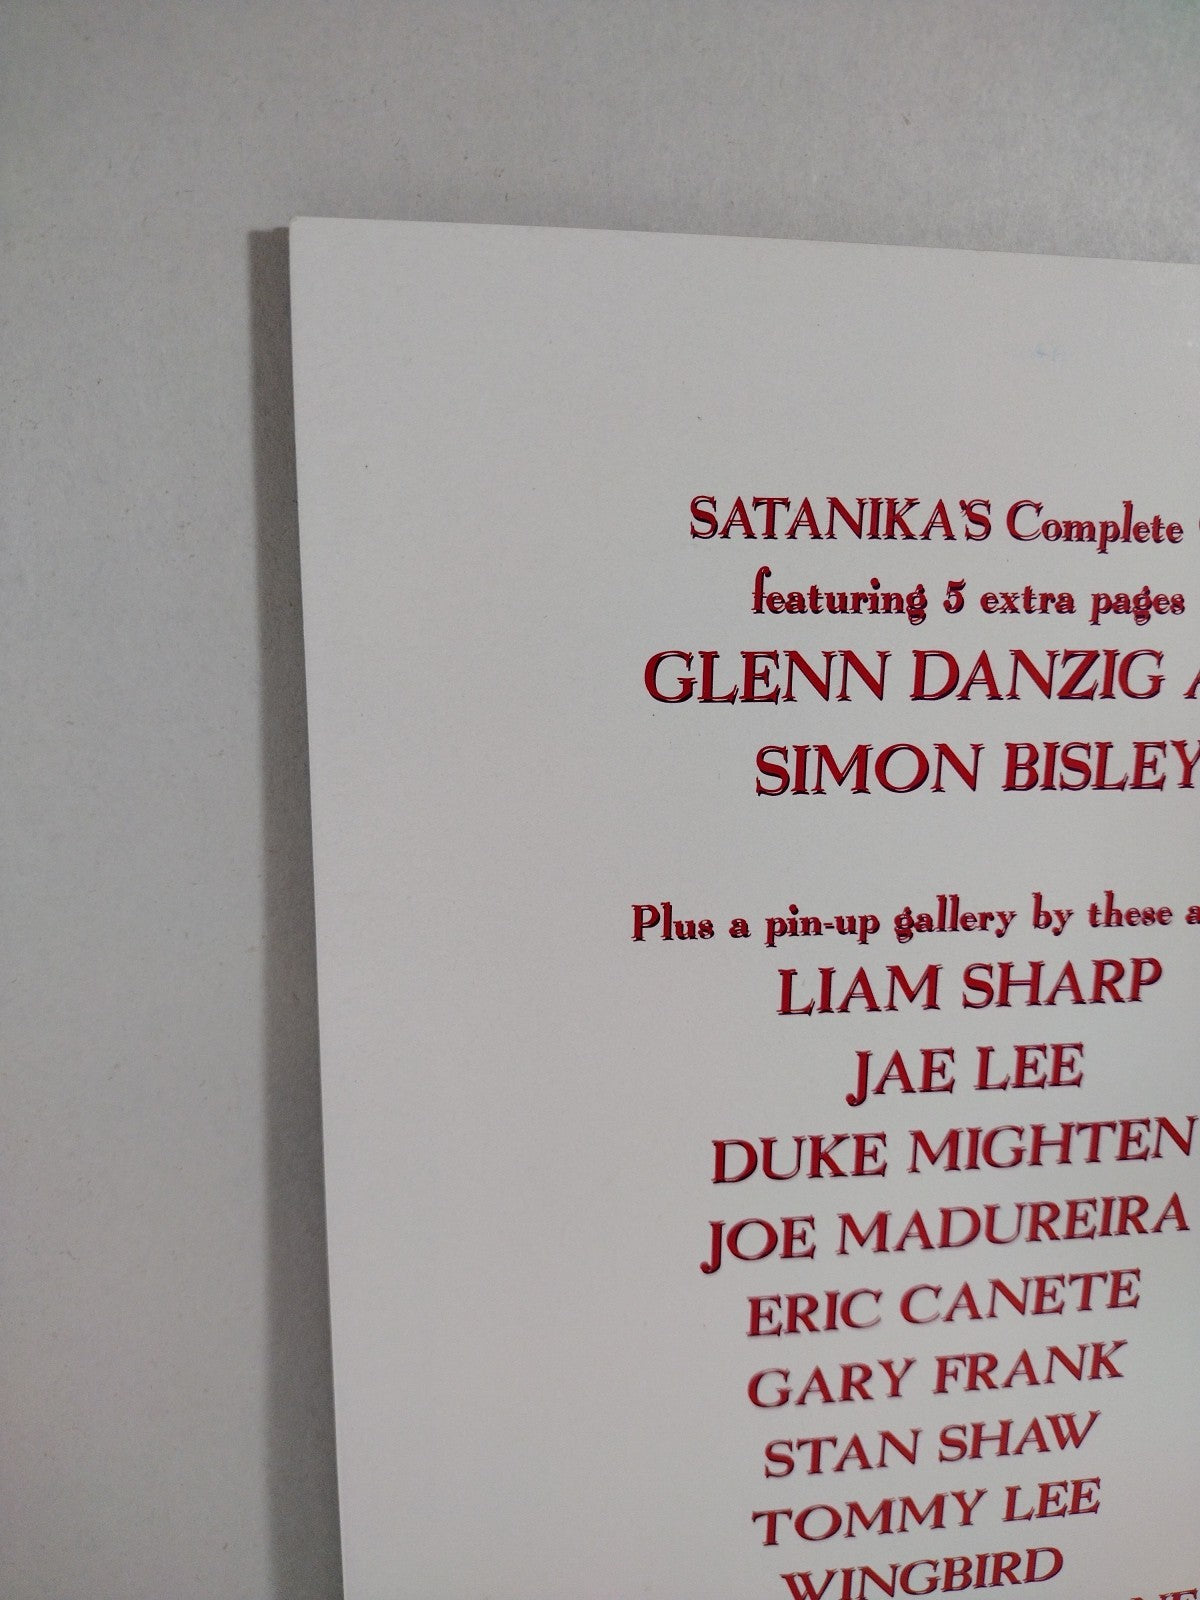 SATANIKA'S Complete
featuring 5 extra pages
GLENN DANZIG
SIMON BISLEY
Plus a pin-up gallery by these
LIAM SHARP
JAE LEE
DUKE MIGHTEN
JOE MADUREIRA
ERIC CANETE
GARY FRANK
STAN SHAW
TOMMY LEE
WINGBIRD